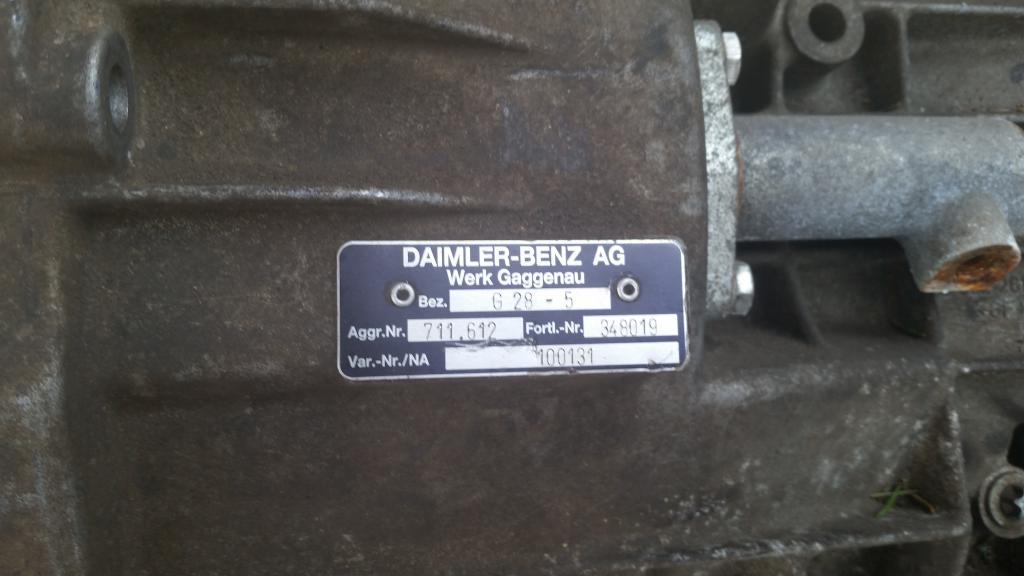 DAIMLER-BENZ AG
Werk Gaggenau
Bez. G 28 - 5
Aggr.Nr. 711.612 Fortl.-Nr. 348019
Var.-Nr./NA 100131